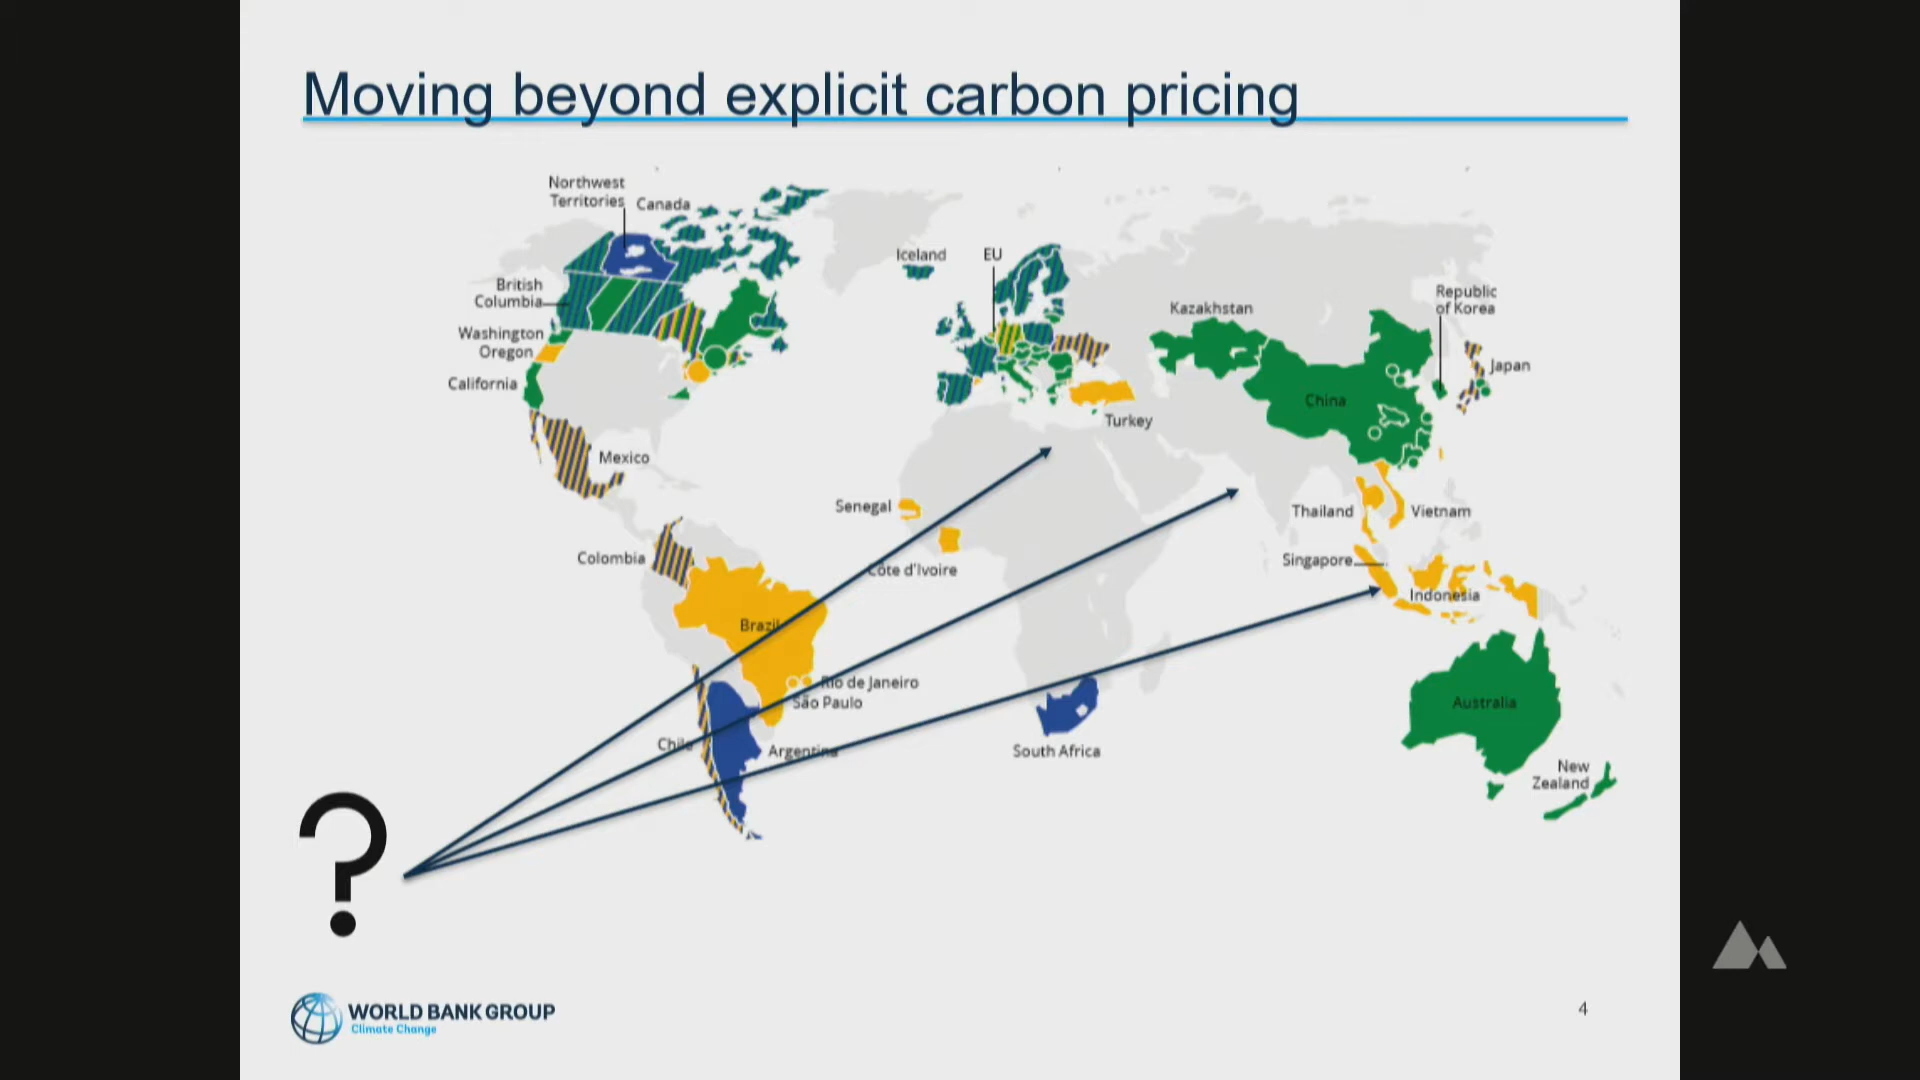 Moving beyond explicit carbon pricing
Northwest
Territories
Canada
Iceland
EU
British
Columbia
Kazakhstan
Republic
of Korea
Washington
Oregon
Japan
California
China
Turkey
Mexico
Senegal
Thailand
Vietnam
Colombia
Côte d'Ivoire
Singapore
Indonesia
Brazil
Rio de Janeiro
São Paulo
Australia
Chile
Argentina
South Africa
New
Zealand
?
WORLD BANK GROUP
Climate Change
4